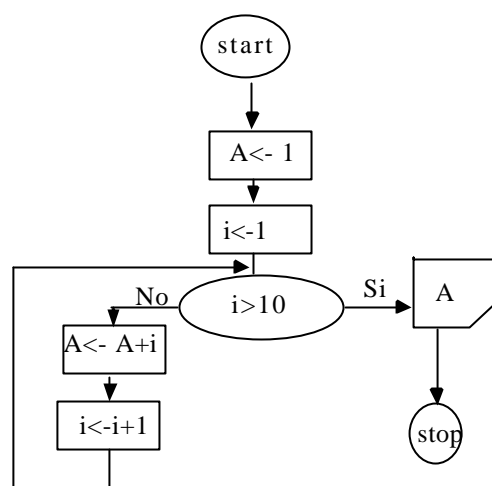 start
A<- 1
i<-1
i>10
No
Si
A
A<- A+i
i<-i+1
stop